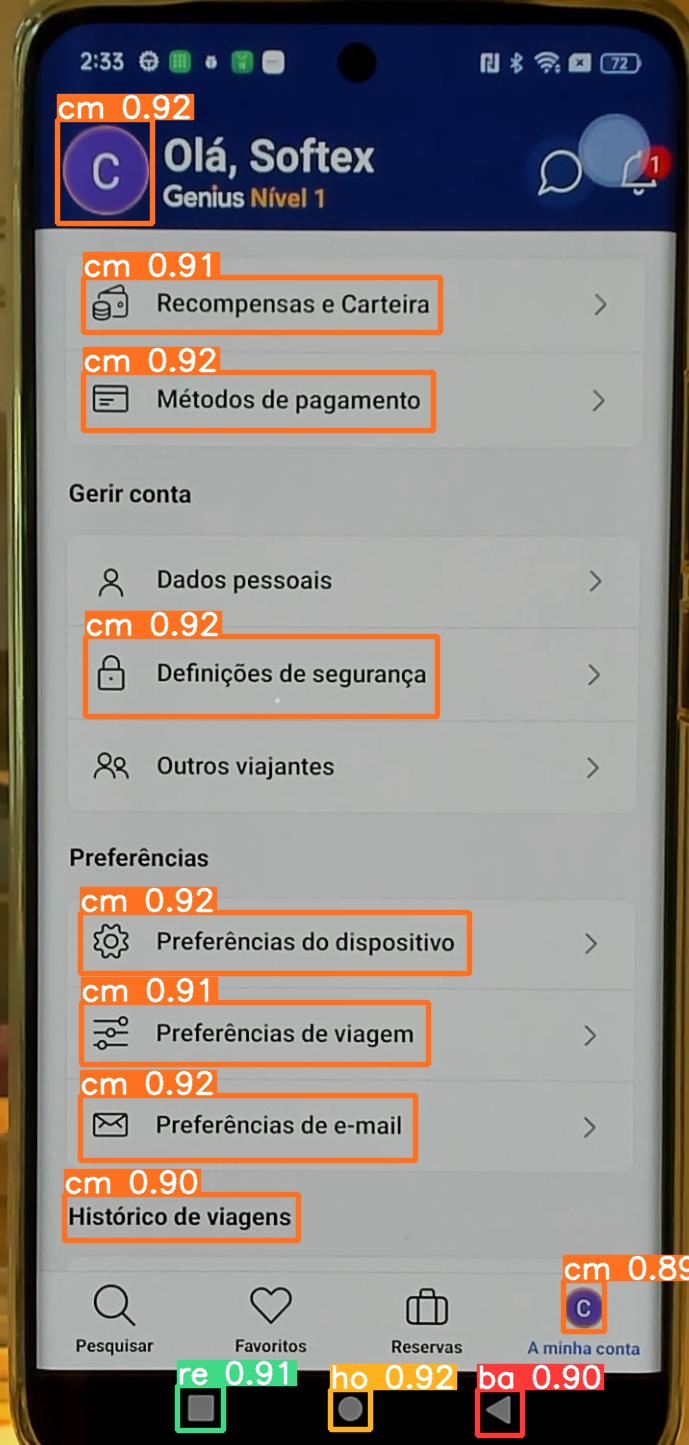 2:33
72
cm 0.92
C
Olá, Softex
Genius Nível 1
1
cm 0.91
Recompensas e Carteira
cm 0.92
Métodos de pagamento
Gerir conta
Dados pessoais
cm 0.92
Definições de segurança
Outros viajantes
Preferências
cm 0.92
Preferências do dispositivo
cm 0.91
Preferências de viagem
cm 0.92
Preferências de e-mail
cm 0.90
Histórico de viagens
cm 0.89
C
Pesquisar
Favoritos
Reservas
A minha conta
re 0.91
ho 0.92
ba 0.90